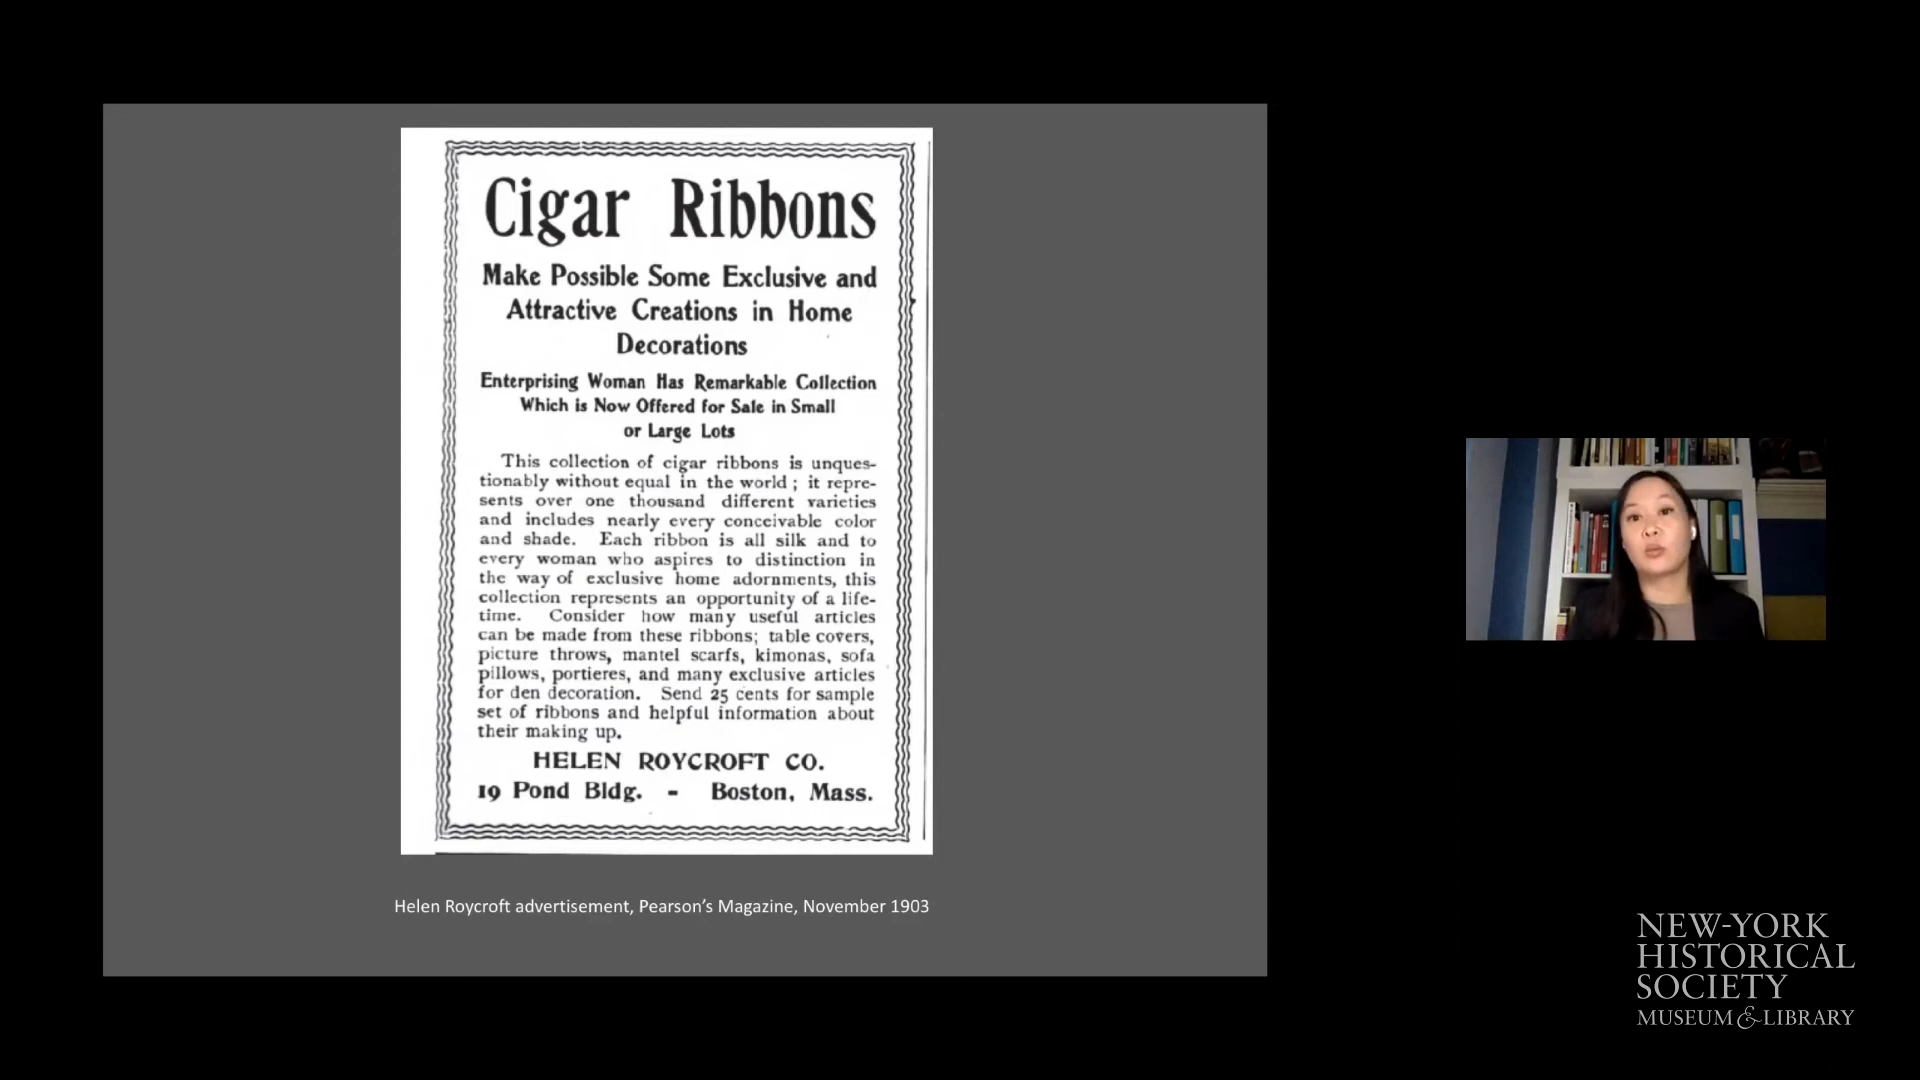 Cigar Ribbons
Make Possible Some Exclusive and
Attractive Creations in Home
Decorations
Enterprising Woman Has Remarkable Collection
Which is Now Offered for Sale in Small
or Large Lots
This collection of cigar ribbons is unques-
tionably without equal in the world ; it repre-
sents over one thousand different varieties
and includes nearly every conceivable color
and shade. Each ribbon is all silk and to
every woman who aspires to distinction in
the way of exclusive home adornments, this
collection represents an opportunity of a life-
time. Consider how many useful articles
can be made from these ribbons; table covers,
picture throws, mantel scarfs, kimonas, sofa
pillows, portieres, and many exclusive articles
for den decoration. Send 25 cents for sample
set of ribbons and helpful information about
their making up.
HELEN ROYCROFT CO.
19 Pond Bldg. - Boston, Mass.
Helen Roycroft advertisement, Pearson’s Magazine, November 1903
NEW-YORK
HISTORICAL
SOCIETY
MUSEUM & LIBRARY